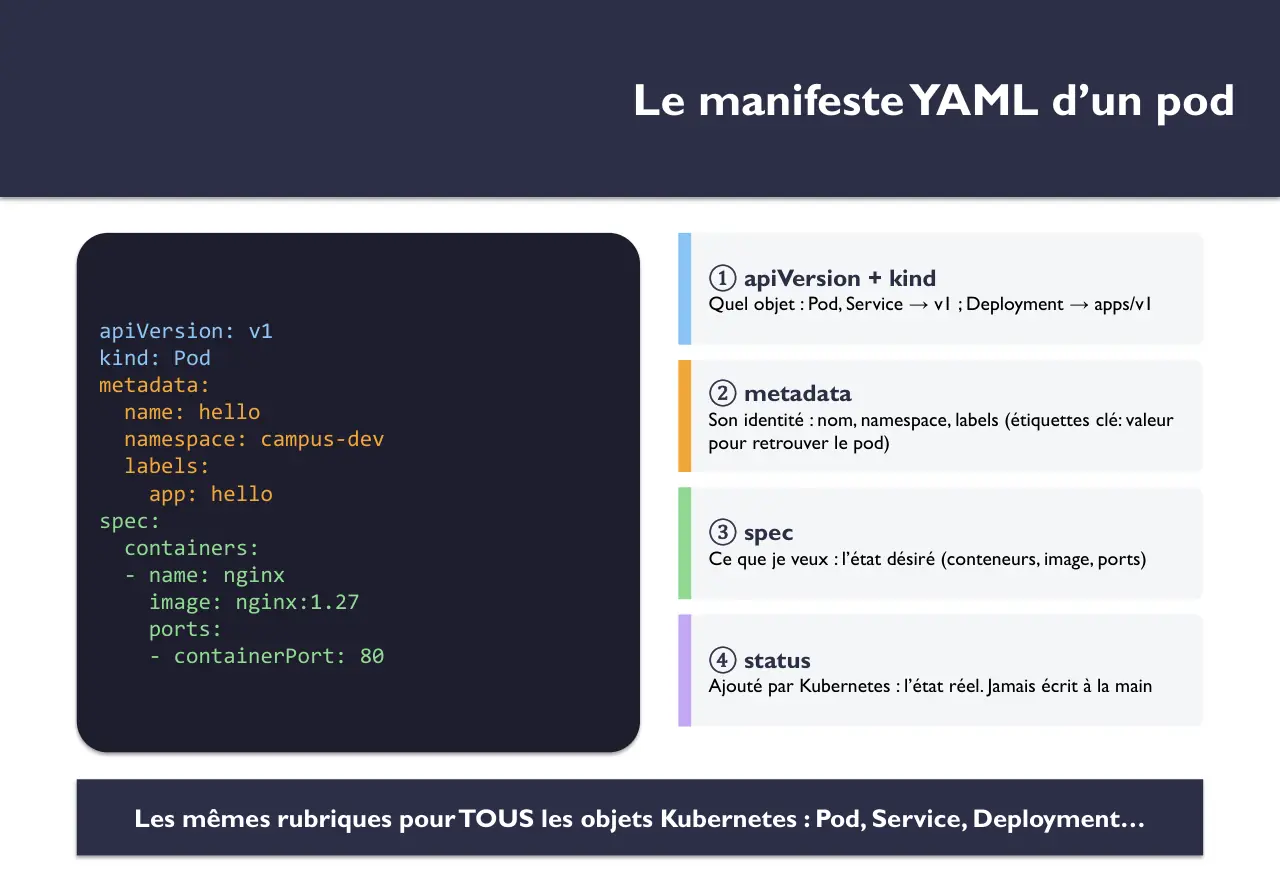 Le manifeste YAML d’un pod
apiVersion: v1
kind: Pod
metadata:
  name: hello
  namespace: campus-dev
  labels:
    app: hello
spec:
  containers:
  - name: nginx
    image: nginx:1.27
    ports:
    - containerPort: 80
① apiVersion + kind
Quel objet : Pod, Service → v1 ; Deployment → apps/v1
② metadata
Son identité : nom, namespace, labels (étiquettes clé: valeur
pour retrouver le pod)
③ spec
Ce que je veux : l’état désiré (conteneurs, image, ports)
④ status
Ajouté par Kubernetes : l’état réel. Jamais écrit à la main
Les mêmes rubriques pour TOUS les objets Kubernetes : Pod, Service, Deployment…